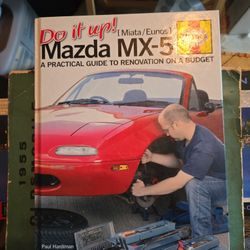 Do it up!
[Miata/Eunos]
Mazda MX-5
A PRACTICAL GUIDE TO RENOVATION ON A BUDGET
1955
Paul Hardiman